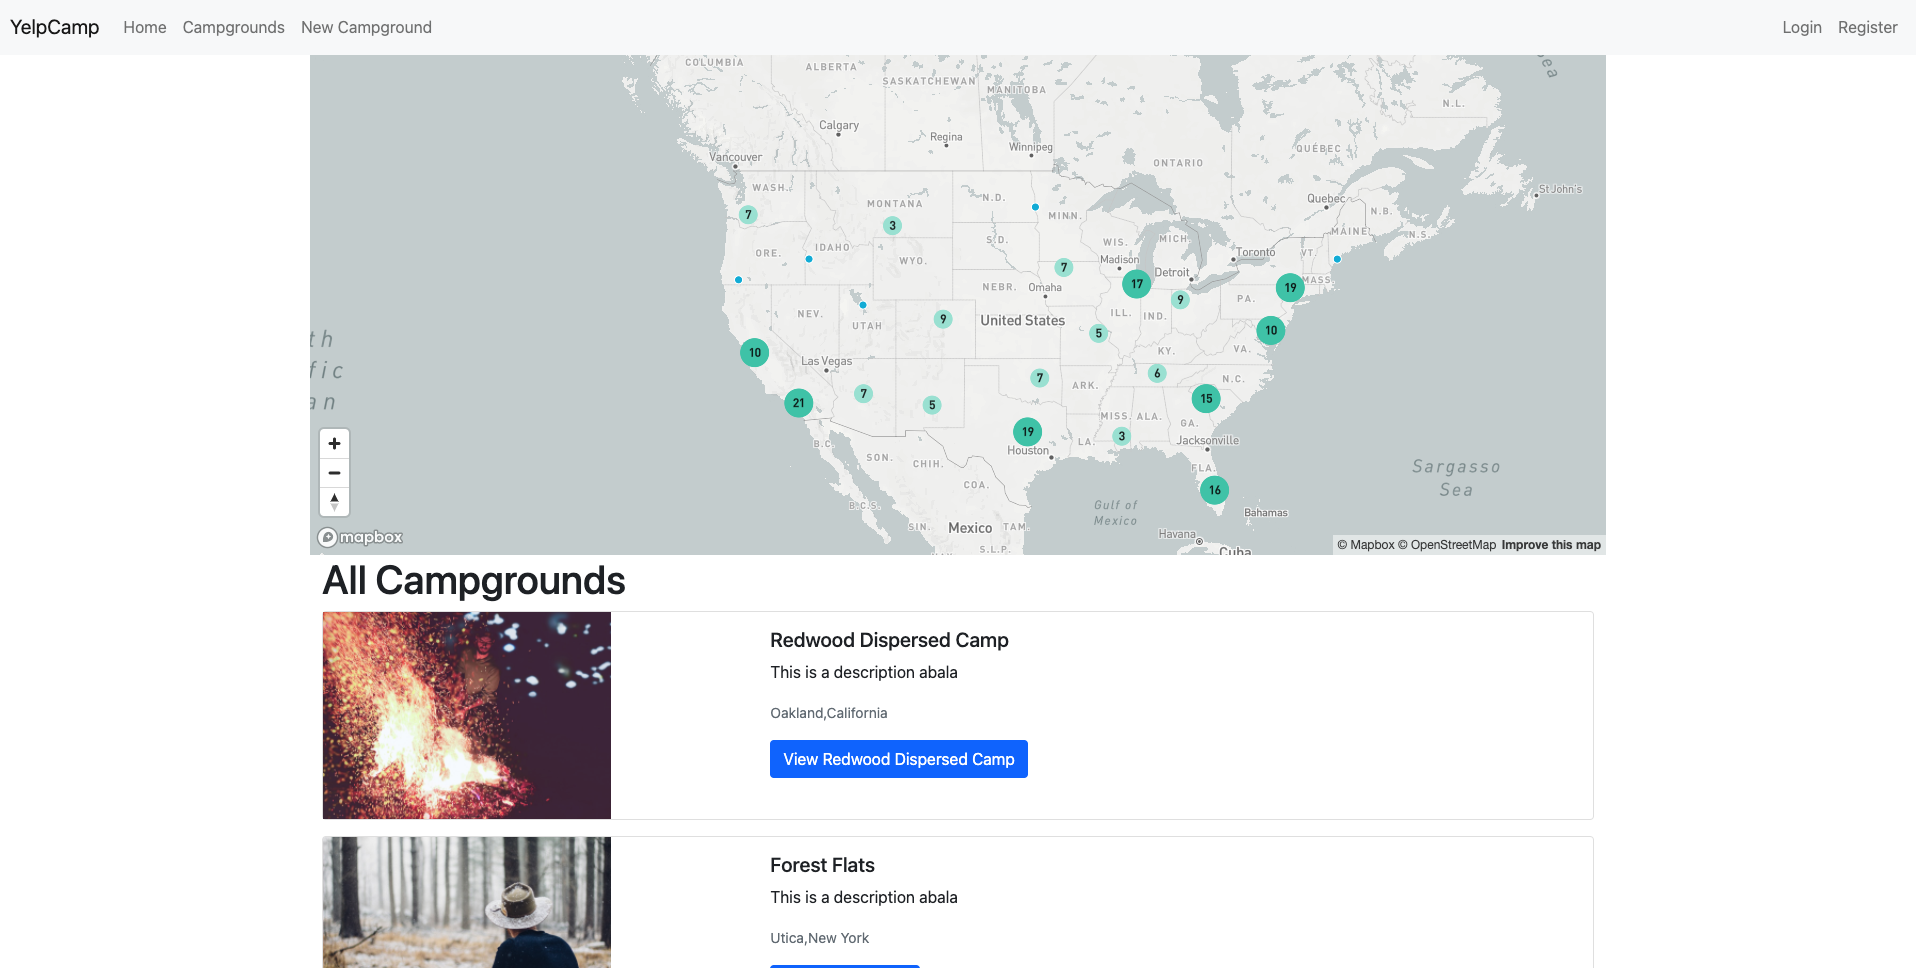 YelpCamp Home Campgrounds New Campground Login Register
COLUMBIA
ALBERTA
SASKATCHEWAN
MANITOBA
ea
N.L.
Calgary
Regina
Winnipeg
QUÉBEC
Vancouver
ONTARIO
WASH.
MONTANA
N.D.
MINN.
Quebec
N.B.
St John's
7
3
MAINE
N.S.
ORE.
IDAHO
WYO.
S.D.
WIS.
MICH.
Toronto
VT.
Madison
Detroit
7
17
9
19
MASS.
NEBR.
Omaha
PA.
NEV.
UTAH
9
United States
ILL.
IND.
5
10
th
fic
an
10
Las Vegas
KY.
VA.
7
5
7
ARK.
6
N.C.
21
15
MISS.
ALA.
GA.
B.C.
SON.
CHIH.
19
Houston
LA.
3
Jacksonville
FLA.
COA.
16
Sargasso
Sea
B.C.S.
Gulf of
Mexico
Bahamas
SIN.
Mexico
TAM.
S.L.P.
Havana
Cuba
+
−
mapbox
© Mapbox © OpenStreetMap Improve this map
All Campgrounds
Redwood Dispersed Camp
This is a description abala
Oakland,California
View Redwood Dispersed Camp
Forest Flats
This is a description abala
Utica,New York